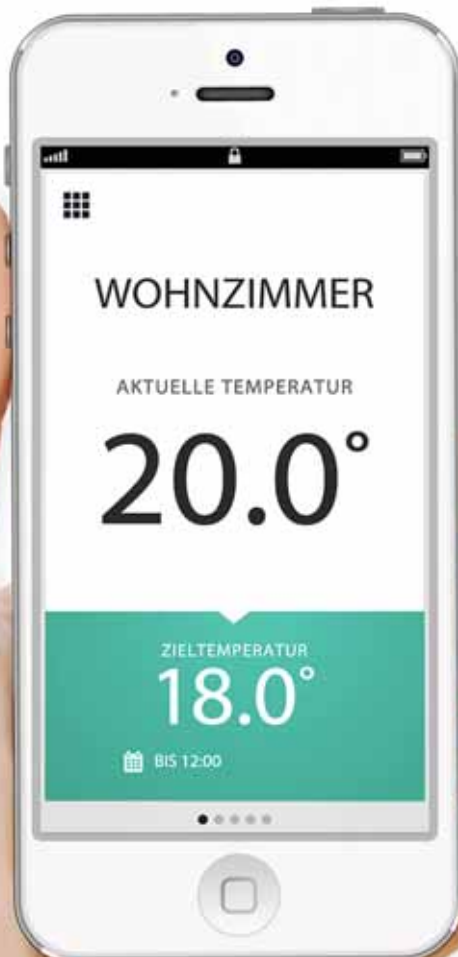 WOHNZIMMER
AKTUELLE TEMPERATUR
20.0°
ZIELTEMPERATUR
18.0°
BIS 12:00